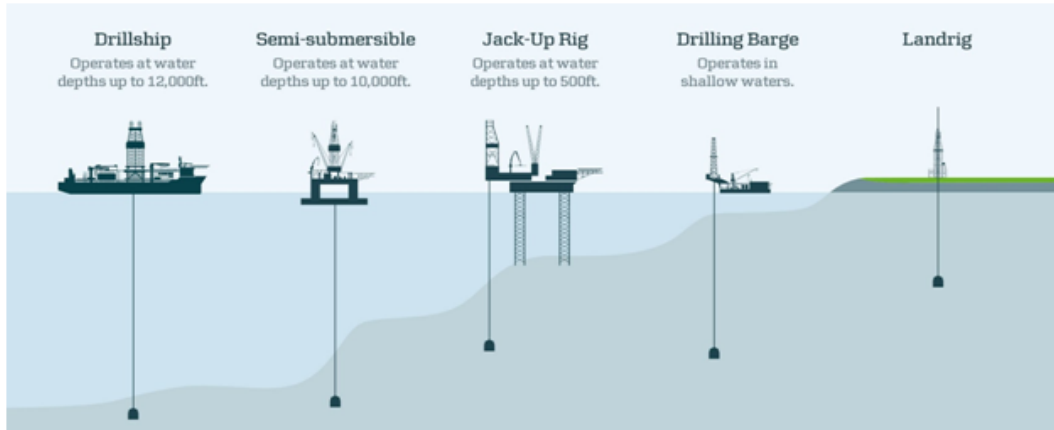 Drillship
Operates at water
depths up to 12,000ft.
Semi-submersible
Operates at water
depths up to 10,000ft.
Jack-Up Rig
Operates at water
depths up to 500ft.
Drilling Barge
Operates in
shallow waters.
Landrig